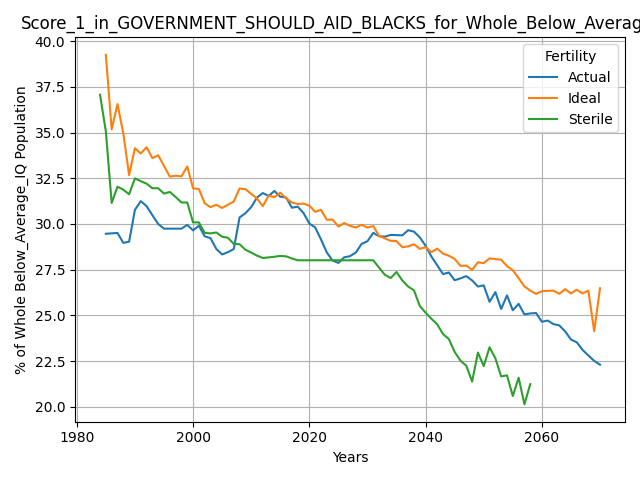 Score_1_in_GOVERNMENT_SHOULD_AID_BLACKS_for_Whole_Below_Averag
Fertility
Actual
Ideal
Sterile
% of Whole Below_Average_IQ Population
40.0
37.5
35.0
32.5
30.0
27.5
25.0
22.5
20.0
1980
2000
2020
2040
2060
Years